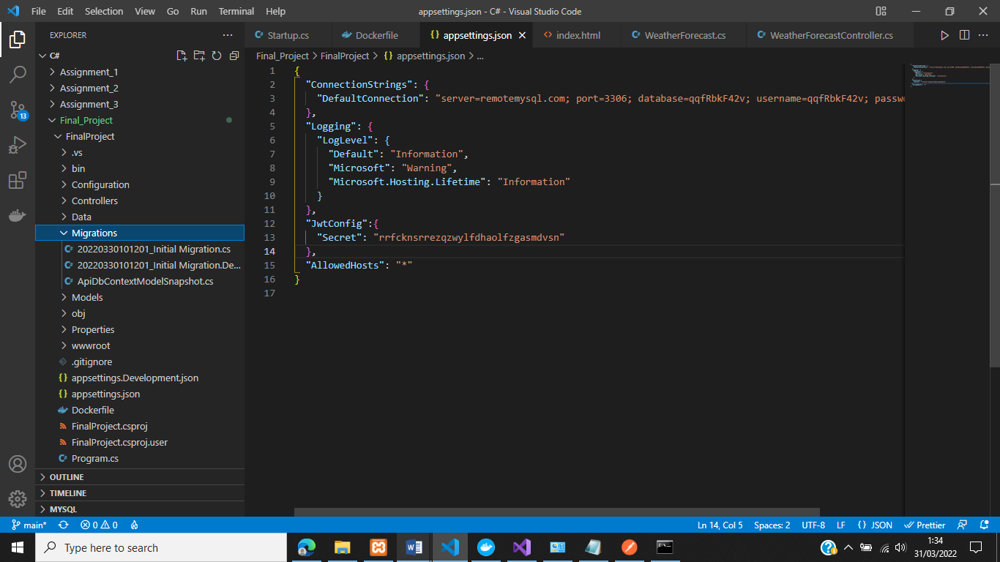 File Edit Selection View Go Run Terminal Help
appsettings.json - C# - Visual Studio Code
EXPLORER
Startup.cs
Dockerfile
{} appsettings.json
<> index.html
WeatherForecast.cs
WeatherForecastController.cs
C#
Final_Project > FinalProject > {} appsettings.json > ...
Assignment_1
Assignment_2
Assignment_3
Final_Project
FinalProject
.vs
bin
Configuration
Controllers
Data
Migrations
20220330101201_Initial Migration.cs
20220330101201_Initial Migration.De...
ApiDbContextModelSnapshot.cs
Models
obj
Properties
wwwroot
.gitignore
{} appsettings.Development.json
{} appsettings.json
Dockerfile
FinalProject.csproj
FinalProject.csproj.user
Program.cs
OUTLINE
TIMELINE
MYSQL
13
1 {
2 "ConnectionStrings": {
3 "DefaultConnection": "server=remotemysql.com; port=3306; database=qqfRbkF42v; username=qqfRbkF42v; passw
4 },
5 "Logging": {
6 "LogLevel": {
7 "Default": "Information",
8 "Microsoft": "Warning",
9 "Microsoft.Hosting.Lifetime": "Information"
10 }
11 },
12 "JwtConfig":{
13 "Secret": "rrfcknsrrezqzwylfdhaolfzgasmdvsn"
14 },
15 "AllowedHosts": "*"
16 }
17
main* 0 0
Ln 14, Col 5 Spaces: 2 UTF-8 LF {} JSON Prettier
Type here to search
1:34
31/03/2022